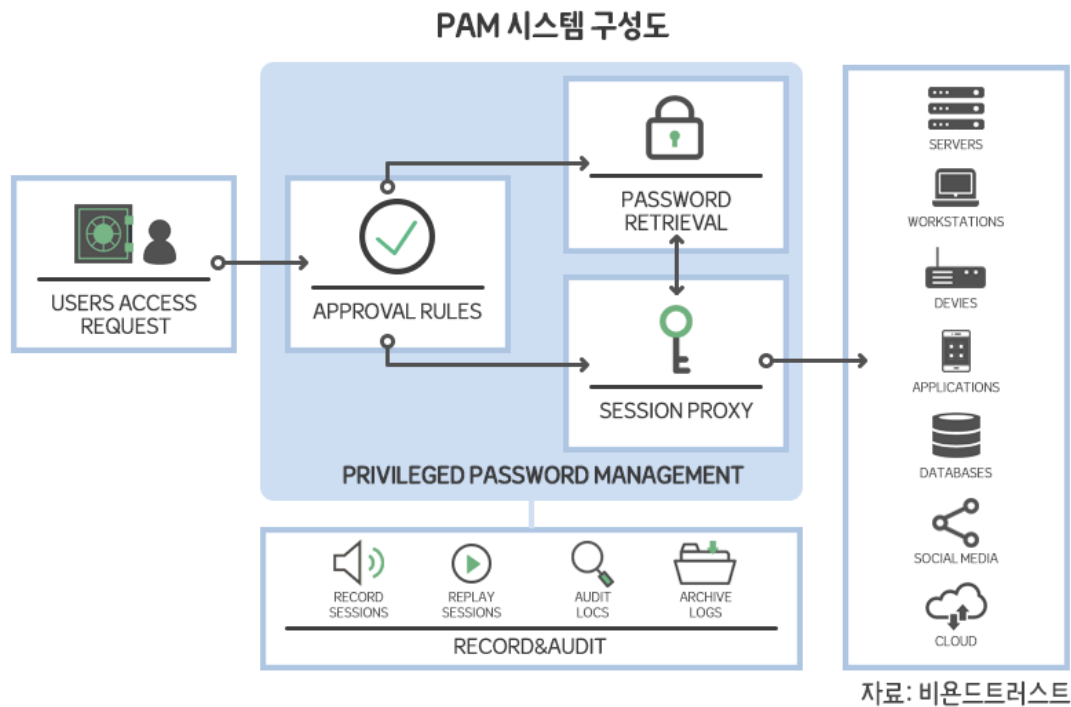 PAM 시스템 구성도
USERS ACCESS
REQUEST
APPROVAL RULES
PASSWORD
RETRIEVAL
SESSION PROXY
PRIVILEGED PASSWORD MANAGEMENT
RECORD
SESSIONS
REPLAY
SESSIONS
AUDIT
LOCS
ARCHIVE
LOGS
RECORD&AUDIT
SERVERS
WORKSTATIONS
DEVIES
APPLICATIONS
DATABASES
SOCIAL MEDIA
CLOUD
자료: 비욘드트러스트